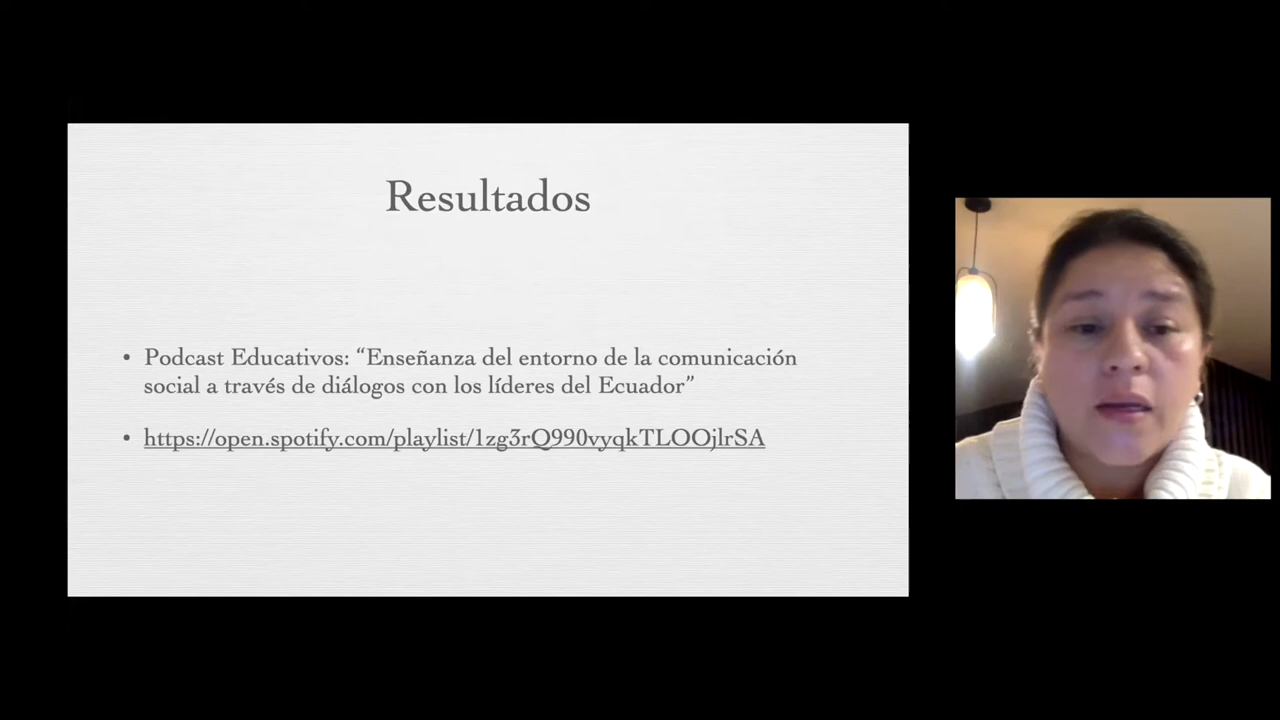 Resultados
• Podcast Educativos: “Enseñanza del entorno de la comunicación
social a través de diálogos con los líderes del Ecuador”
• https://open.spotify.com/playlist/1zg3rQ990vyqkTLOOjlrSA